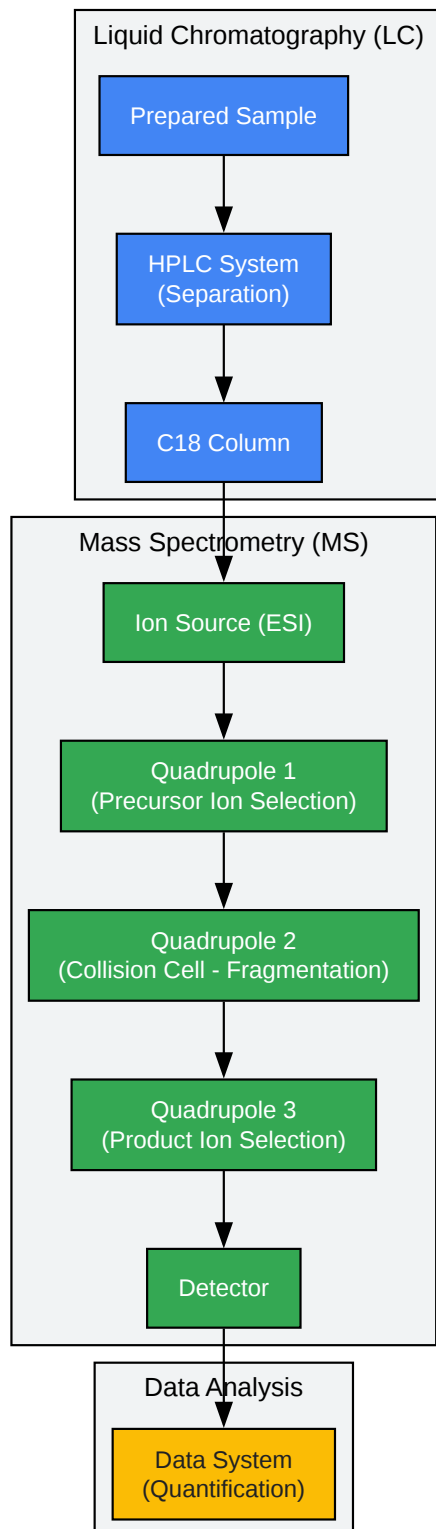 Liquid Chromatography (LC)
Prepared Sample
HPLC System
(Separation)
C18 Column
Mass Spectrometry (MS)
Ion Source (ESI)
Quadrupole 1
(Precursor Ion Selection)
Quadrupole 2
(Collision Cell - Fragmentation)
Quadrupole 3
(Product Ion Selection)
Detector
Data Analysis
Data System
(Quantification)